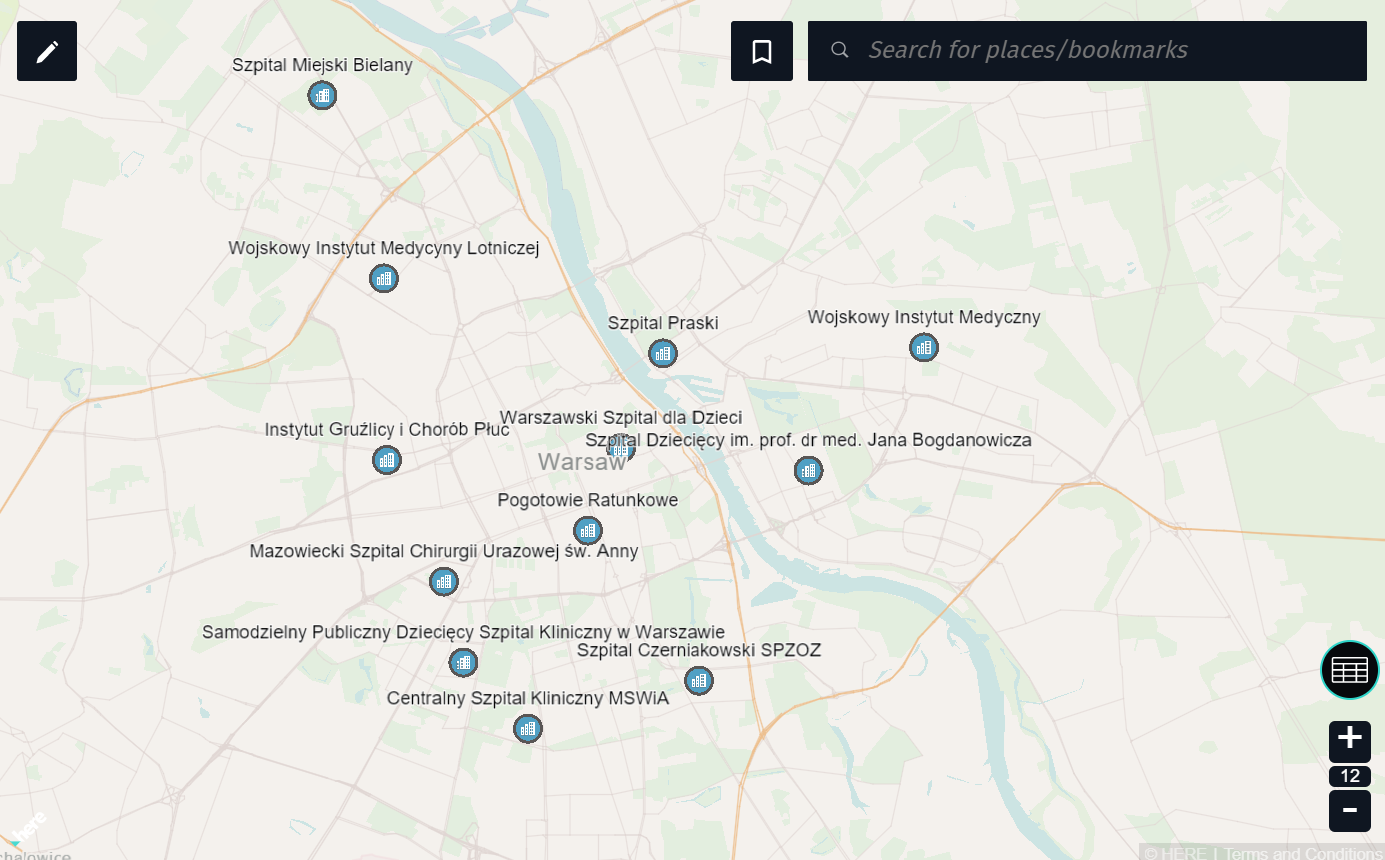 Search for places/bookmarks
Szpital Miejski Bielany
Wojskowy Instytut Medycyny Lotniczej
Wojskowy Instytut Medyczny
Szpital Praski
Warszawski Szpital dla Dzieci
Instytut Gruźlicy i Chorób Płuc
Szpital Dziecięcy im. prof. dr med. Jana Bogdanowicza
Warsaw
Pogotowie Ratunkowe
Mazowiecki Szpital Chirurgii Urazowej św. Anny
Samodzielny Publiczny Dziecięcy Szpital Kliniczny w Warszawie
Szpital Czerniakowski SPZOZ
Centralny Szpital Kliniczny MSWiA
+
12
-
here
chalowice
© HERE | Terms and Conditions